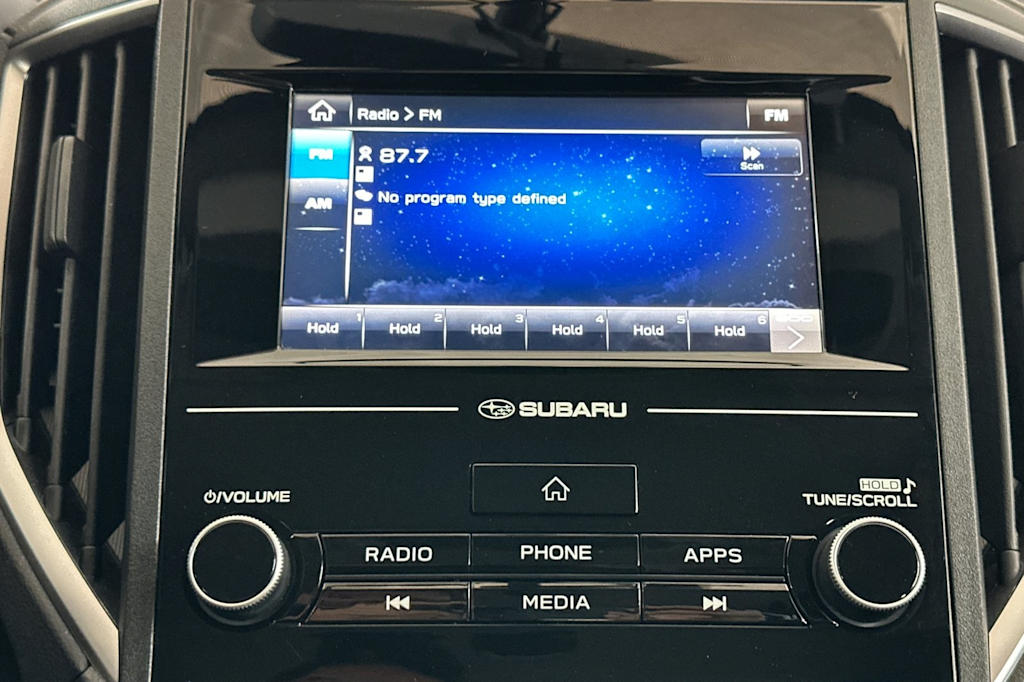 Radio > FM
FM
FM
87.7
Scan
No program type defined
AM
Hold 1
Hold 2
Hold 3
Hold 4
Hold 5
Hold 6
SUBARU
⏻/VOLUME
HOLD
TUNE/SCROLL
RADIO
PHONE
APPS
MEDIA